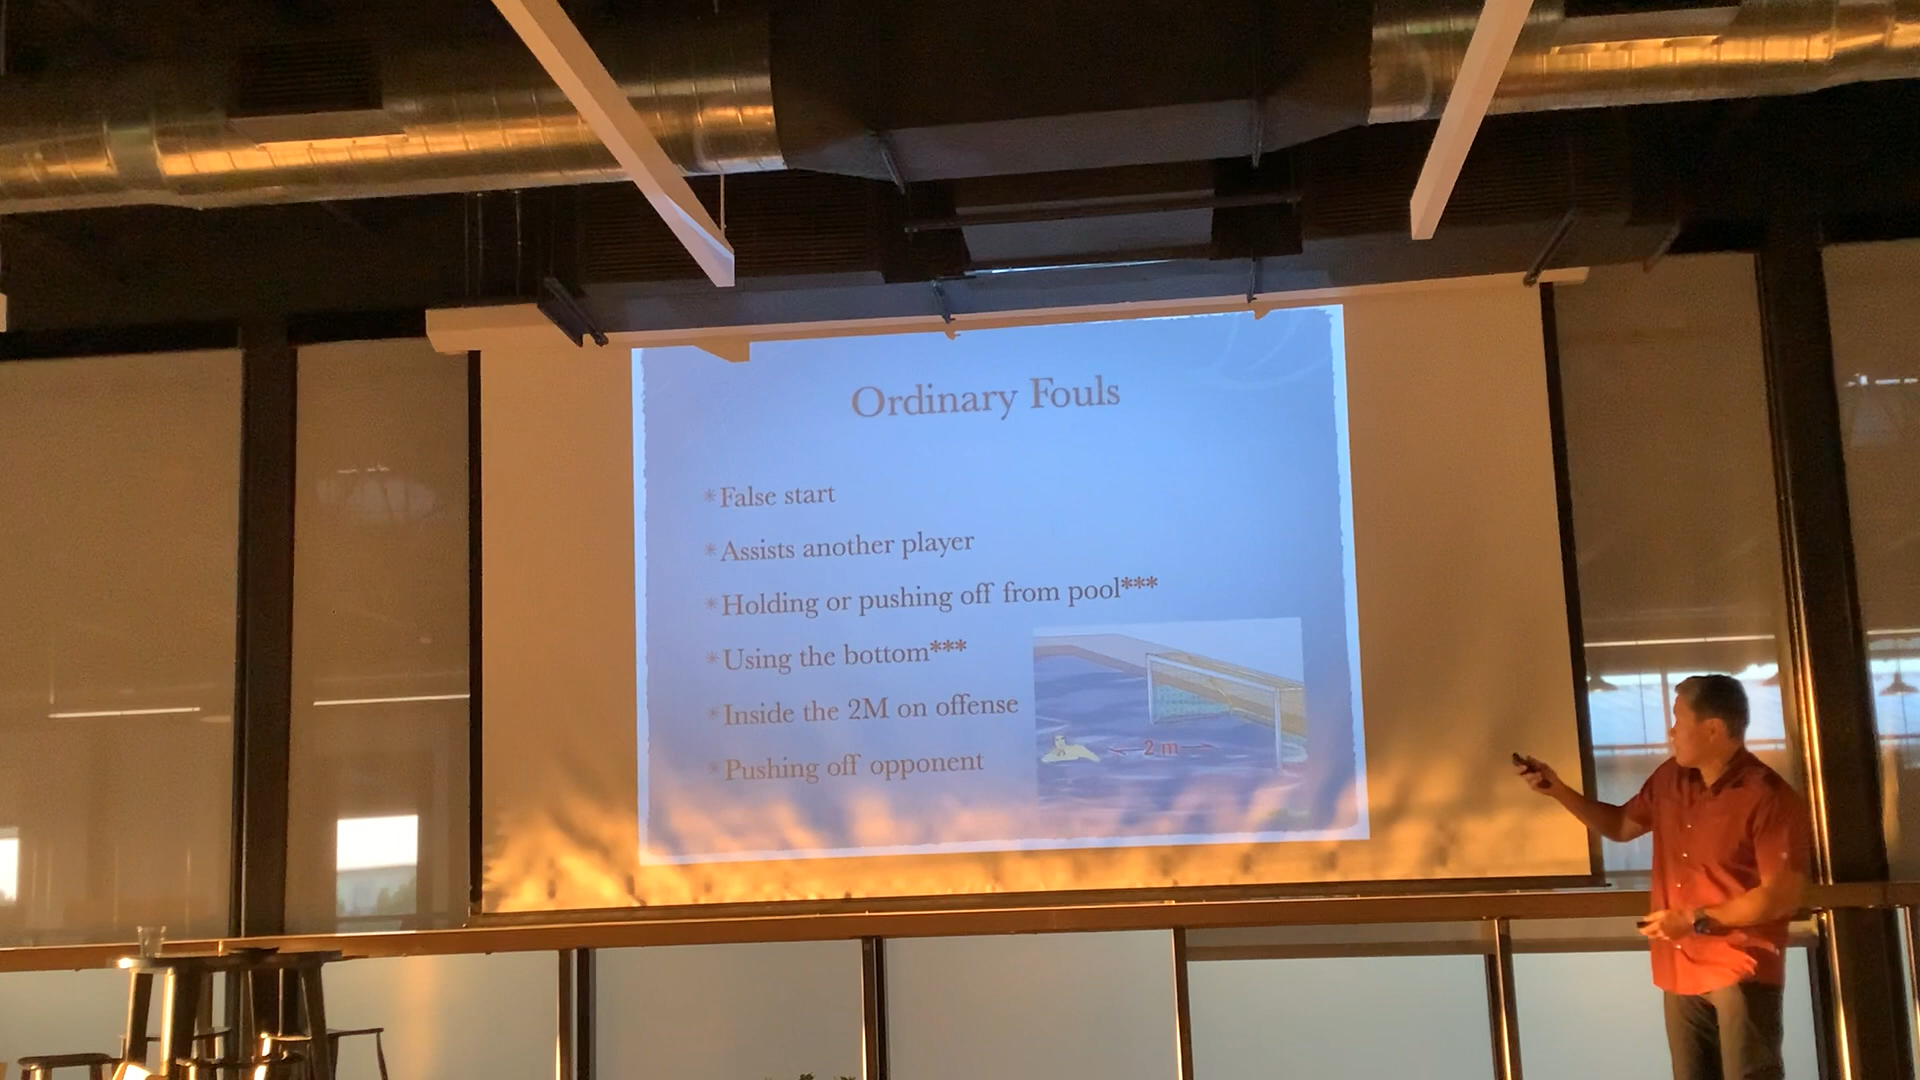 Ordinary Fouls
*False start
*Assists another player
*Holding or pushing off from pool***
*Using the bottom***
*Inside the 2M on offense
*Pushing off opponent
2 m